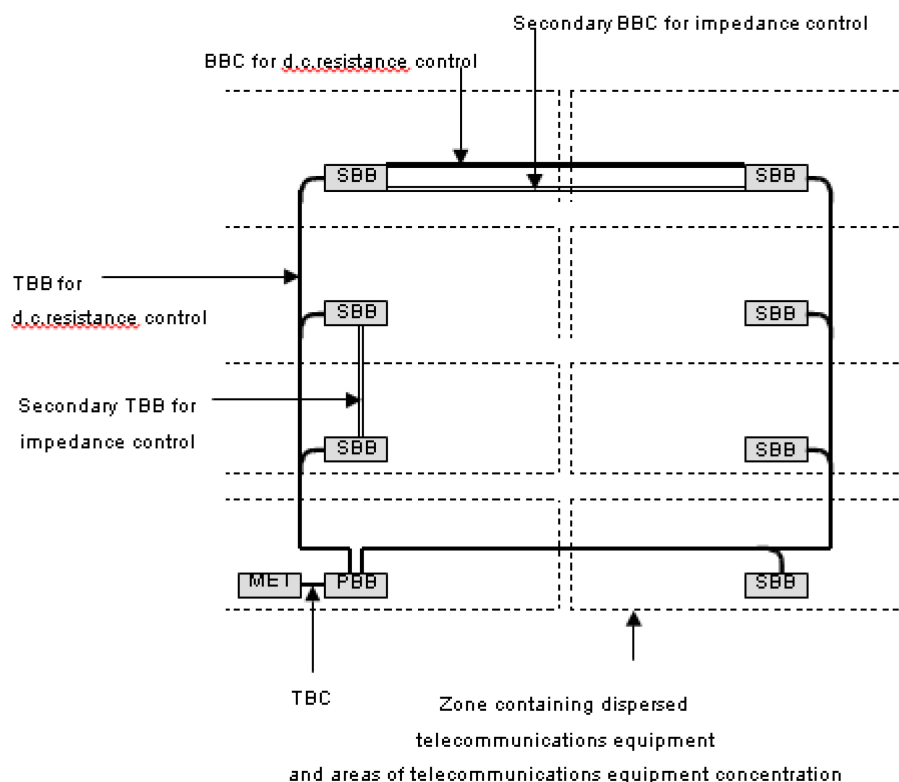 Secondary BBC for impedance control
BBC for d.c.resistance control
SBB
SBB
TBB for
d.c.resistance control
SBB
SBB
Secondary TBB for
impedance control
SBB
SBB
MET
PBB
SBB
TBC
Zone containing dispersed
telecommunications equipment
and areas of telecommunications equipment concentration